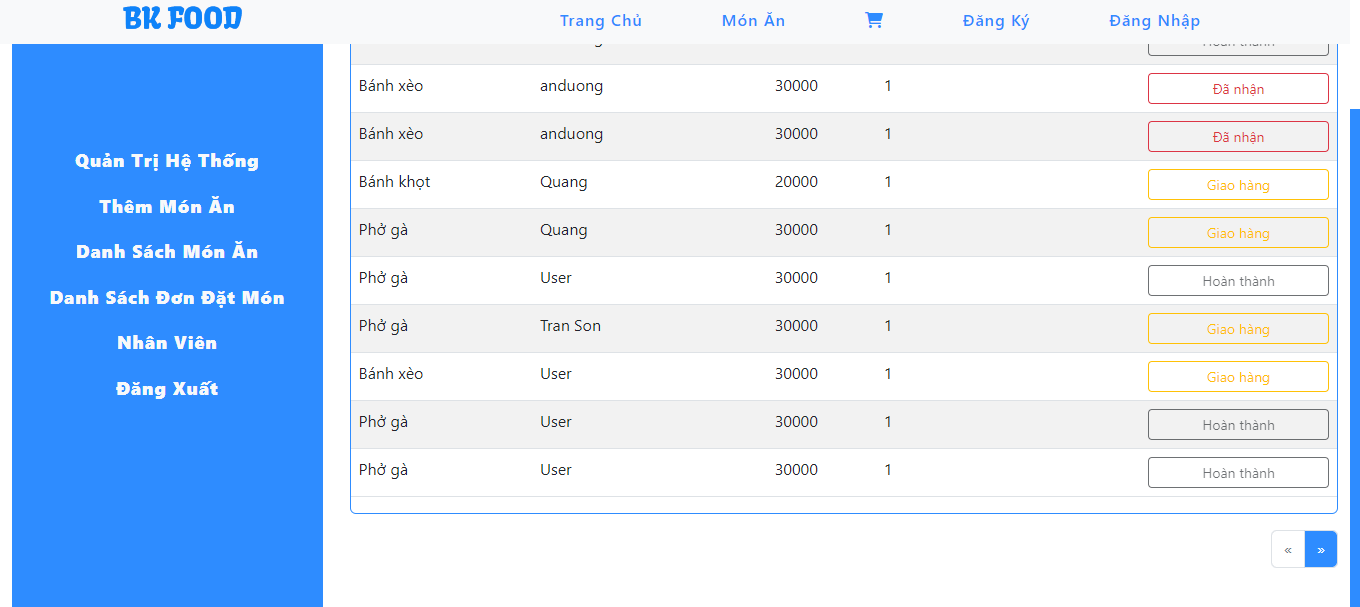 BK FOOD Trang Chủ Món Ăn Đăng Ký Đăng Nhập
Bánh xèo anduong 30000 1 Đã nhận
Bánh xèo anduong 30000 1 Đã nhận
Bánh khọt Quang 20000 1 Giao hàng
Phở gà Quang 30000 1 Giao hàng
Phở gà User 30000 1 Hoàn thành
Phở gà Tran Son 30000 1 Giao hàng
Bánh xèo User 30000 1 Giao hàng
Phở gà User 30000 1 Hoàn thành
Phở gà User 30000 1 Hoàn thành
« »
Quản Trị Hệ Thống
Thêm Món Ăn
Danh Sách Món Ăn
Danh Sách Đơn Đặt Món
Nhân Viên
Đăng Xuất